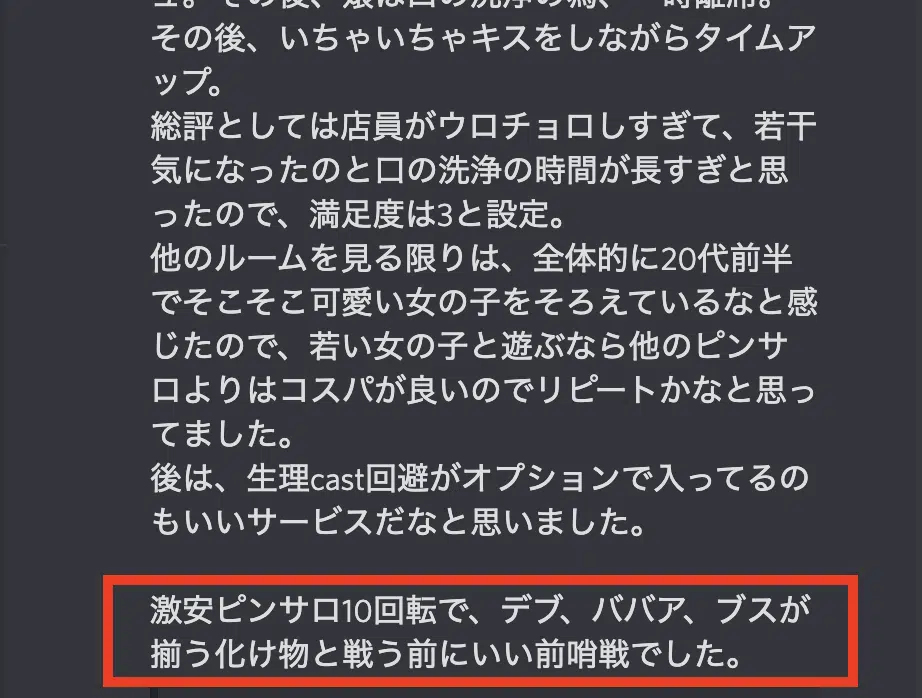 その後、いちゃいちゃキスをしながらタイムア
ップ。
総評としては店員がウロチョロしすぎて、若干
気になったのと口の洗浄の時間が長すぎと思
ったので、満足度は3と設定。
他のルームを見る限りは、全体的に20代前半
でそこそこ可愛い女の子をそろえているなと感
じたので、若い女の子と遊ぶなら他のピンサ
ロよりはコスパが良いのでリピートかなと思っ
てました。
後は、生理cast回避がオプションで入ってるの
もいいサービスだなと思いました。
激安ピンサロ10回転で、デブ、ババア、ブスが
揃う化け物と戦う前にいい前哨戦でした。